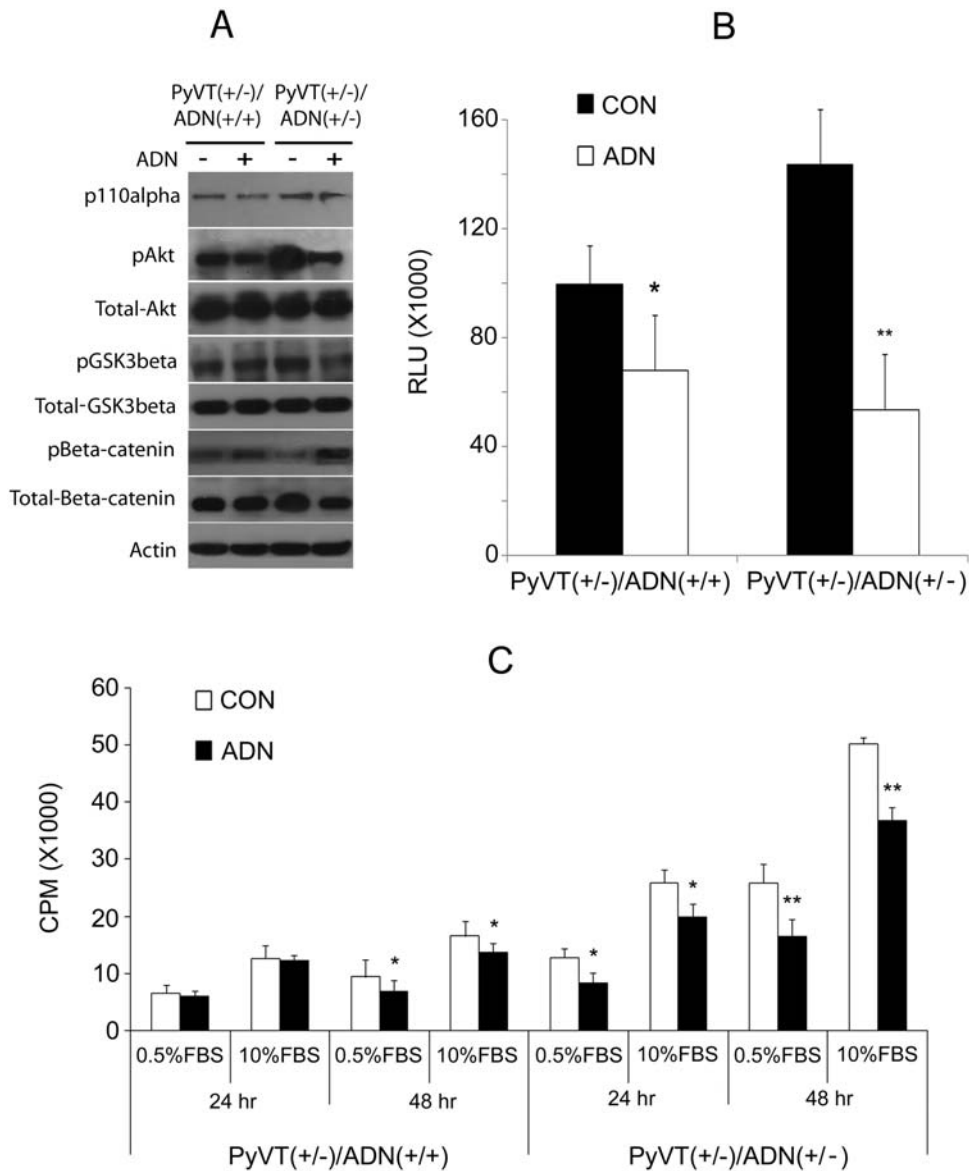 A
PyVT(+/-)/ PyVT(+/-)/
ADN(+/+) ADN(+/-)
ADN - + - +
p110alpha
pAkt
Total-Akt
pGSK3beta
Total-GSK3beta
pBeta-catenin
Total-Beta-catenin
Actin
B
CON
ADN
RLU (X1000)
160
120
80
40
0
*
**
PyVT(+/-)/ADN(+/+) PyVT(+/-)/ADN(+/-)
C
CON
ADN
CPM (X1000)
60
50
40
30
20
10
0
* * * * ** **
0.5%FBS 10%FBS 0.5%FBS 10%FBS 0.5%FBS 10%FBS 0.5%FBS 10%FBS
24 hr 48 hr 24 hr 48 hr
PyVT(+/-)/ADN(+/+) PyVT(+/-)/ADN(+/-)